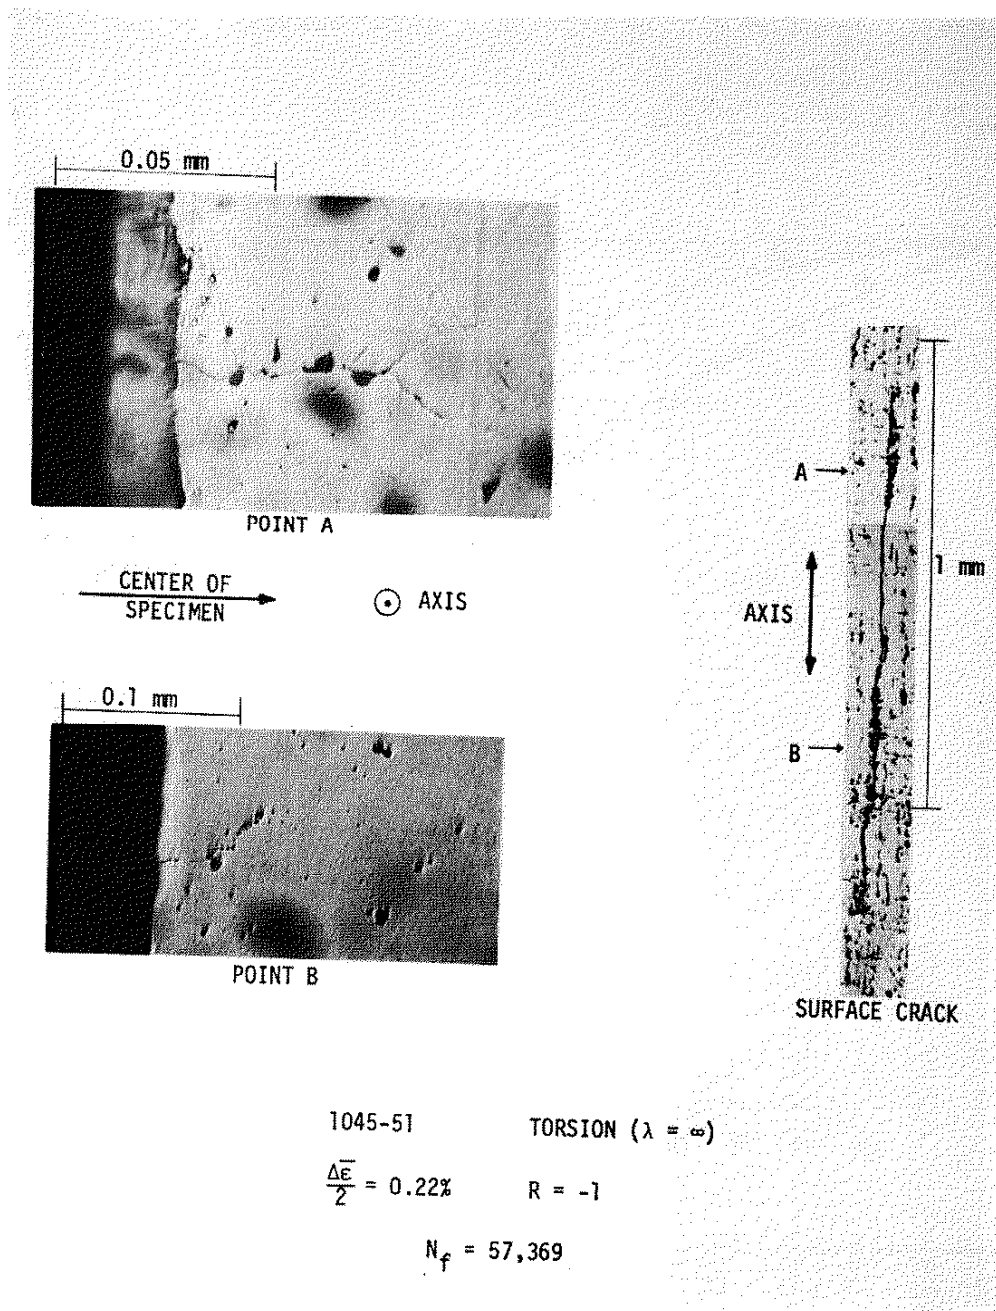 0.05 mm
POINT A
CENTER OF
SPECIMEN
AXIS
0.1 mm
POINT B
A
AXIS
B
1 mm
SURFACE CRACK
1045-51
TORSION (λ = ∞)
Δε̅/2 = 0.22%
R = -1
N_f = 57,369